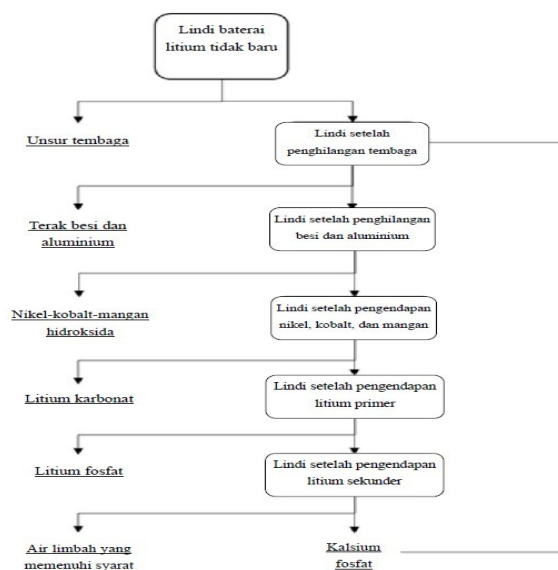 Lindi baterai
litium tidak baru
Unsur tembaga
Lindi setelah
penghilangan tembaga
Terak besi dan
aluminium
Lindi setelah penghilangan
besi dan aluminium
Nikel-kobalt-mangan
hidroksida
Lindi setelah pengendapan
nikel, kobalt, dan mangan
Litium karbonat
Lindi setelah pengendapan
litium primer
Litium fosfat
Lindi setelah pengendapan
litium sekunder
Air limbah yang
memenuhi syarat
Kalsium
fosfat